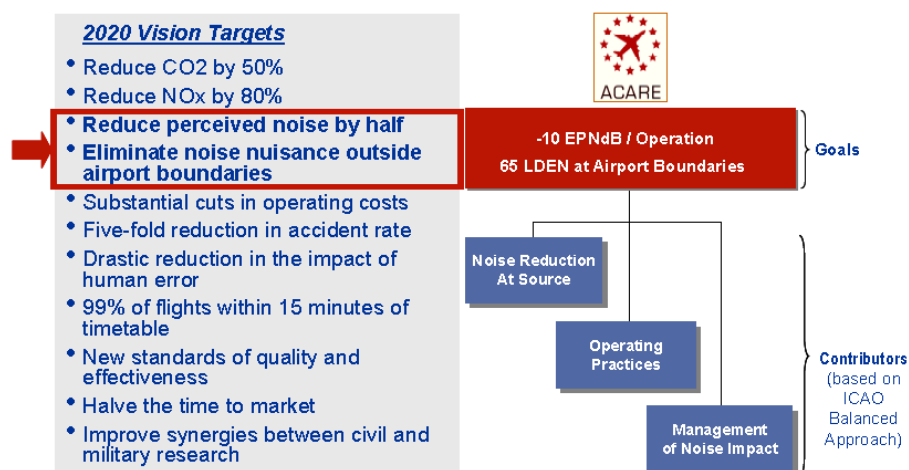 2020 Vision Targets
• Reduce CO2 by 50%
• Reduce NOx by 80%
• Reduce perceived noise by half
• Eliminate noise nuisance outside
airport boundaries
• Substantial cuts in operating costs
• Five-fold reduction in accident rate
• Drastic reduction in the impact of
human error
• 99% of flights within 15 minutes of
timetable
• New standards of quality and
effectiveness
• Halve the time to market
• Improve synergies between civil and
military research
ACARE
-10 EPNdB / Operation
65 LDEN at Airport Boundaries
Goals
Noise Reduction
At Source
Operating
Practices
Management
of Noise Impact
Contributors
(based on
ICAO
Balanced
Approach)